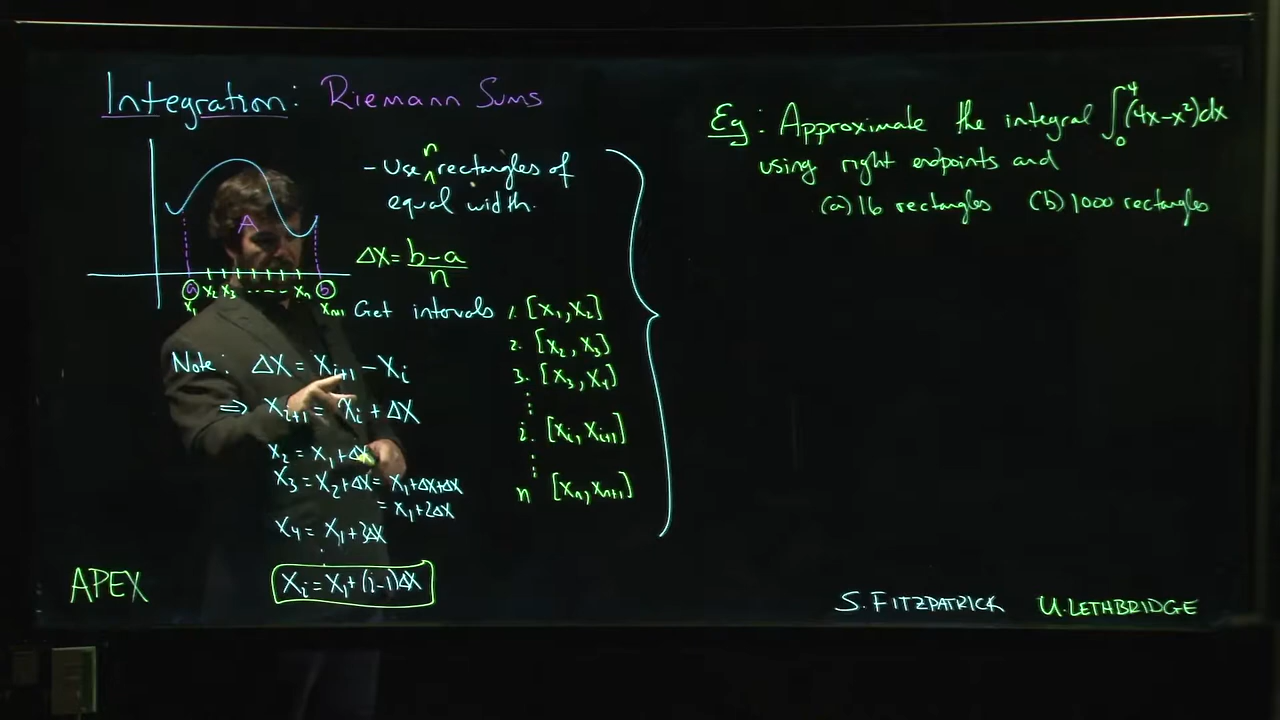 Integration: Riemann Sums
A
a x₂ x₃ ..... xₙ b
x₁ xₙ₊₁
- Use n rectangles of
equal width.
Δx = b-a/n
Get intervals 1. [x₁, x₂]
2. [x₂, x₃]
3. [x₃, x₄]
⋮
i. [xᵢ, xᵢ₊₁]
⋮
n [xₙ, xₙ₊₁]
Note: Δx = xᵢ₊₁ - xᵢ
⇒ xᵢ₊₁ = xᵢ + Δx
x₂ = x₁ + Δx
x₃ = x₂ + Δx = x₁ + Δx + Δx
= x₁ + 2Δx
x₄ = x₁ + 3Δx
⋮
xᵢ = x₁ + (i-1)Δx
APEX
Eg: Approximate the integral ∫₀⁴ (4x-x²)dx
using right endpoints and
(a) 16 rectangles (b) 1000 rectangles
S. FITZPATRICK U. LETHBRIDGE